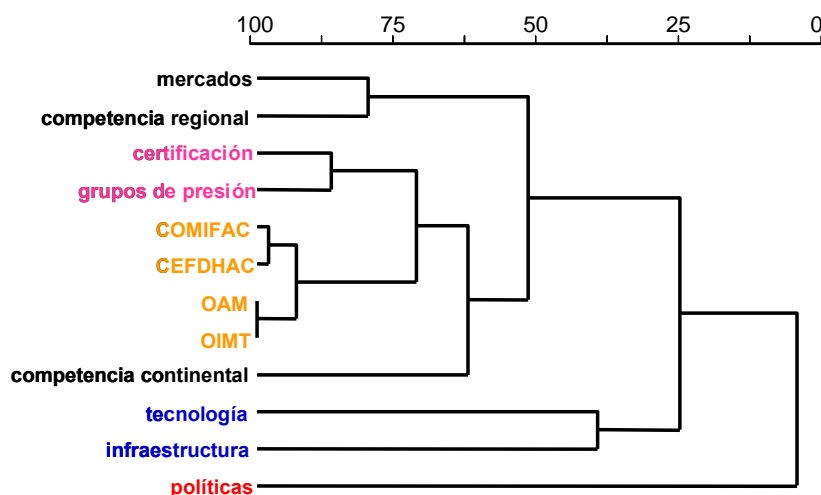 100 75 50 25 0
mercados
competencia regional
certificación
grupos de presión
COMIFAC
CEFDHAC
OAM
OIMT
competencia continental
tecnología
infraestructura
políticas